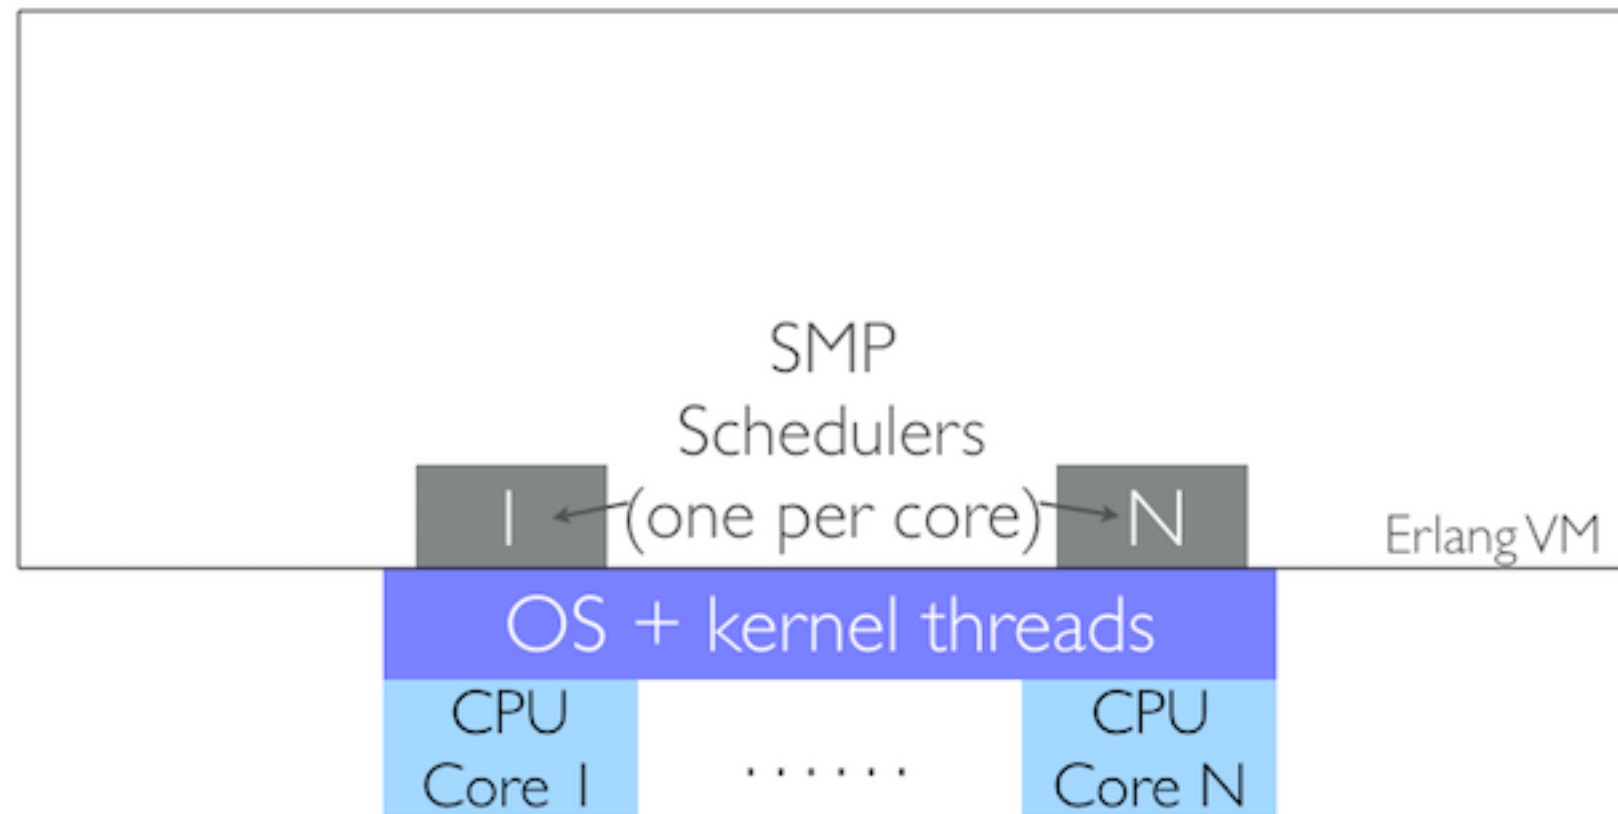 SMP
Schedulers
1 (one per core) N
Erlang VM
OS + kernel threads
CPU
Core 1
......
CPU
Core N